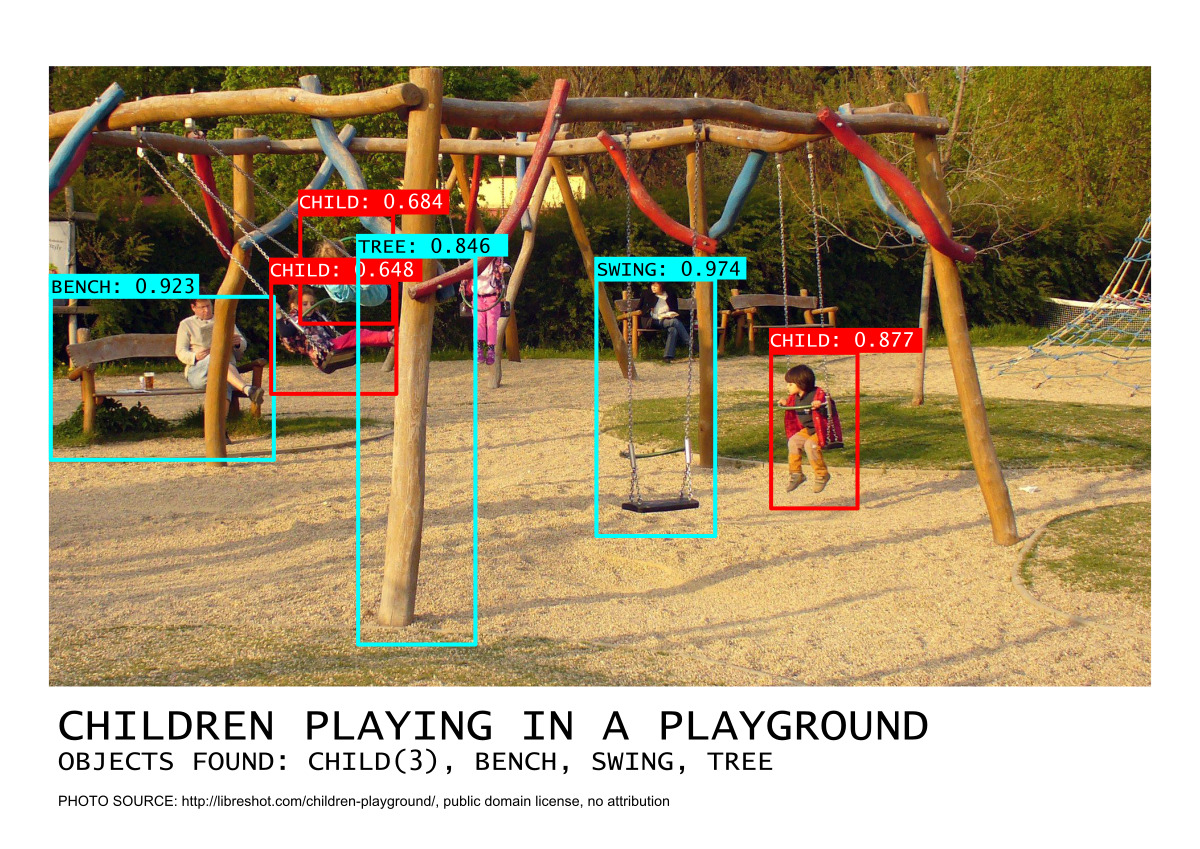 CHILD: 0.684
TREE: 0.846
CHILD: 0.648
SWING: 0.974
BENCH: 0.923
CHILD: 0.877
CHILDREN PLAYING IN A PLAYGROUND
OBJECTS FOUND: CHILD(3), BENCH, SWING, TREE
PHOTO SOURCE: http://libreshot.com/children-playground/, public domain license, no attribution